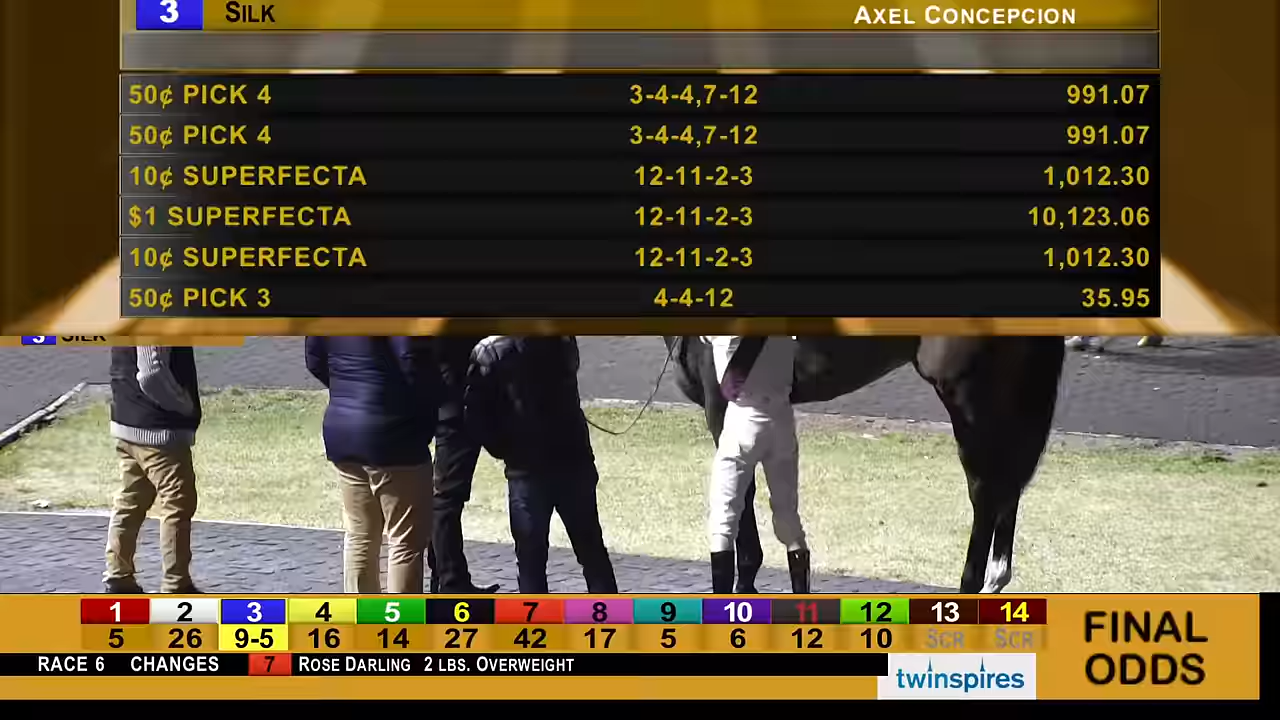 3 SILK AXEL CONCEPCION
50¢ PICK 4 3-4-4,7-12 991.07
50¢ PICK 4 3-4-4,7-12 991.07
10¢ SUPERFECTA 12-11-2-3 1,012.30
$1 SUPERFECTA 12-11-2-3 10,123.06
10¢ SUPERFECTA 12-11-2-3 1,012.30
50¢ PICK 3 4-4-12 35.95
3 SILK
1 2 3 4 5 6 7 8 9 10 11 12 13 14
5 26 9-5 16 14 27 42 17 5 6 12 10 SCR SCR
FINAL ODDS
RACE 6 CHANGES 7 ROSE DARLING 2 LBS. OVERWEIGHT
twinspires